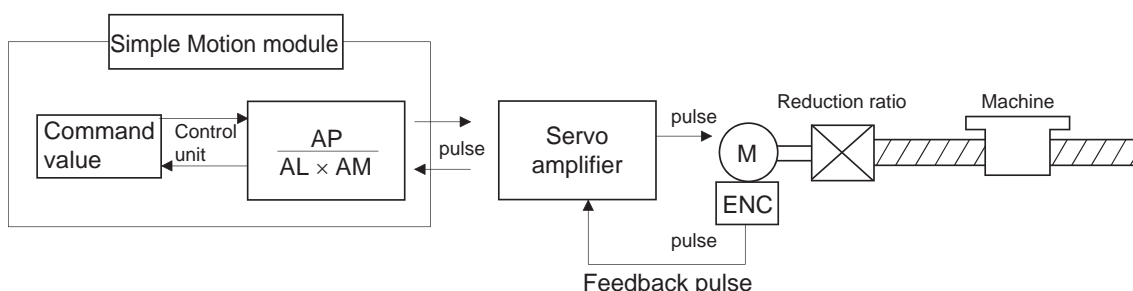 Simple Motion module
Command
value
Control
unit
AP
AL × AM
pulse
Servo
amplifier
pulse
M
ENC
pulse
Feedback pulse
Reduction ratio
Machine